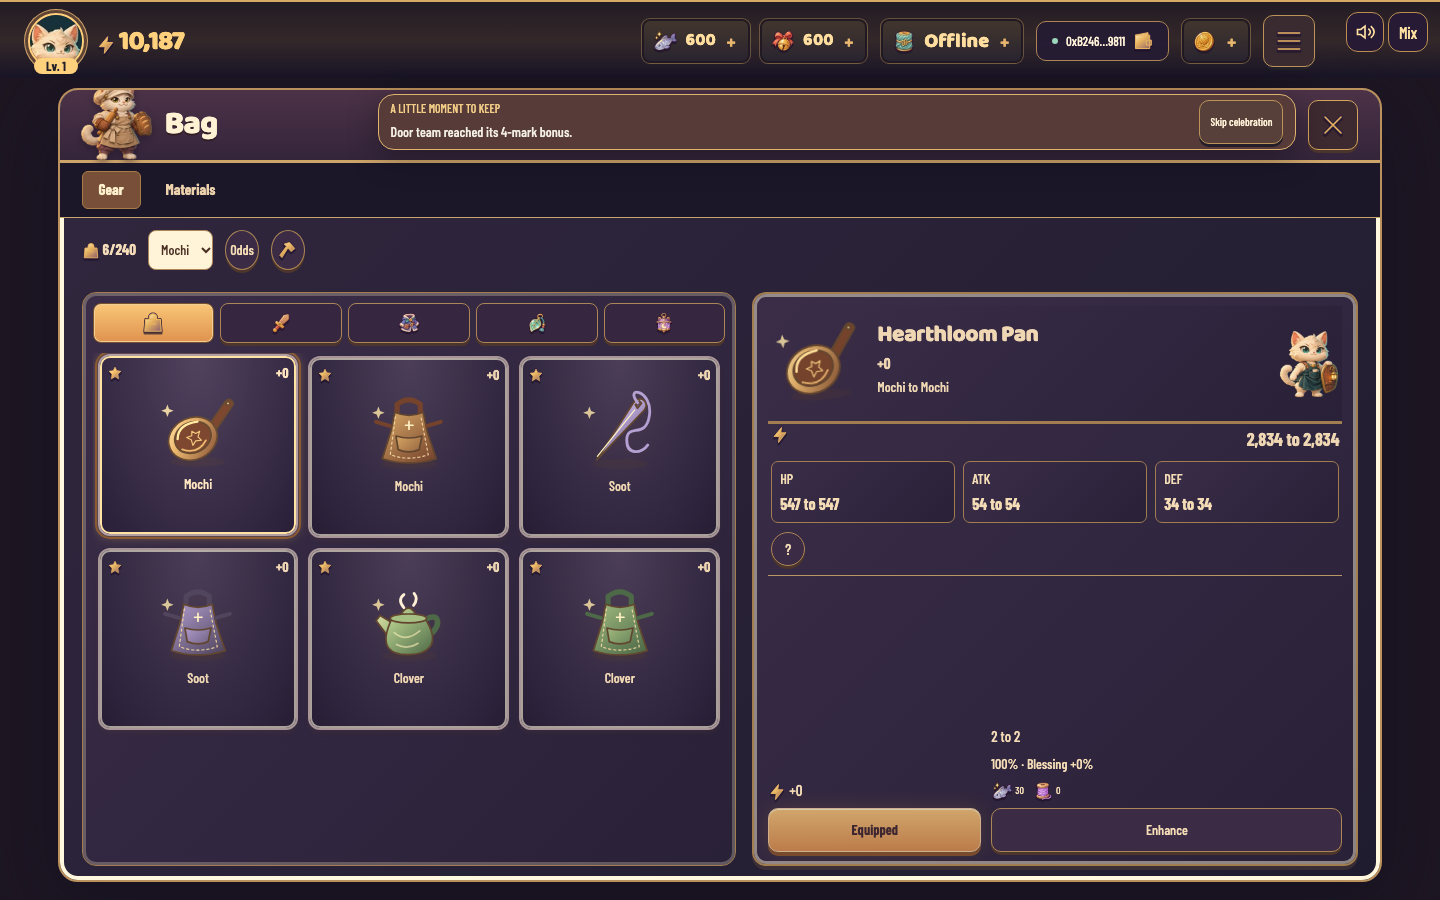 Lv. 1
10,187
600 +
600 +
Offline +
0xB246...9811
+
Mix
Bag
A LITTLE MOMENT TO KEEP
Door team reached its 4-mark bonus.
Skip celebration
Gear
Materials
6/240
Mochi
Odds
+0
Mochi
+0
Mochi
+0
Soot
+0
Soot
+0
Clover
+0
Clover
Hearthloom Pan
+0
Mochi to Mochi
2,834 to 2,834
HP
547 to 547
ATK
54 to 54
DEF
34 to 34
?
2 to 2
100% · Blessing +0%
+0
30
0
Equipped
Enhance